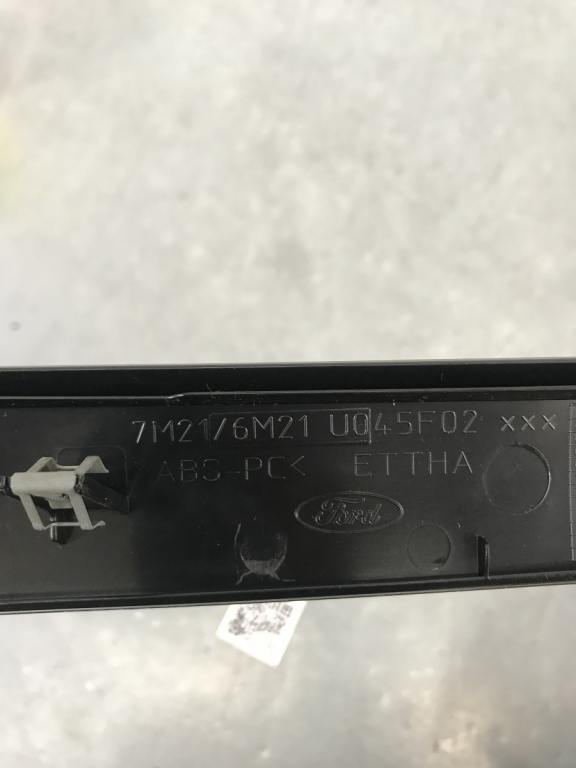 7M21/6M21 U045F02 xxx
ABS-PC< ETTHA
Ford